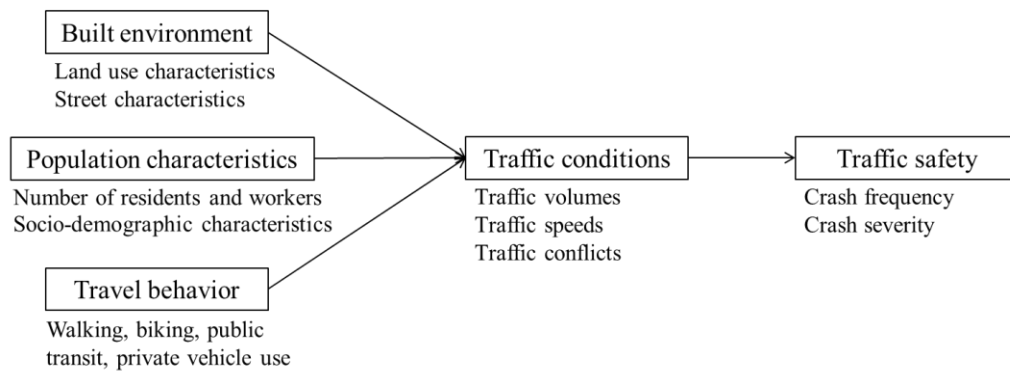 Built environment
Land use characteristics
Street characteristics
Population characteristics
Number of residents and workers
Socio-demographic characteristics
Travel behavior
Walking, biking, public
transit, private vehicle use
Traffic conditions
Traffic volumes
Traffic speeds
Traffic conflicts
Traffic safety
Crash frequency
Crash severity